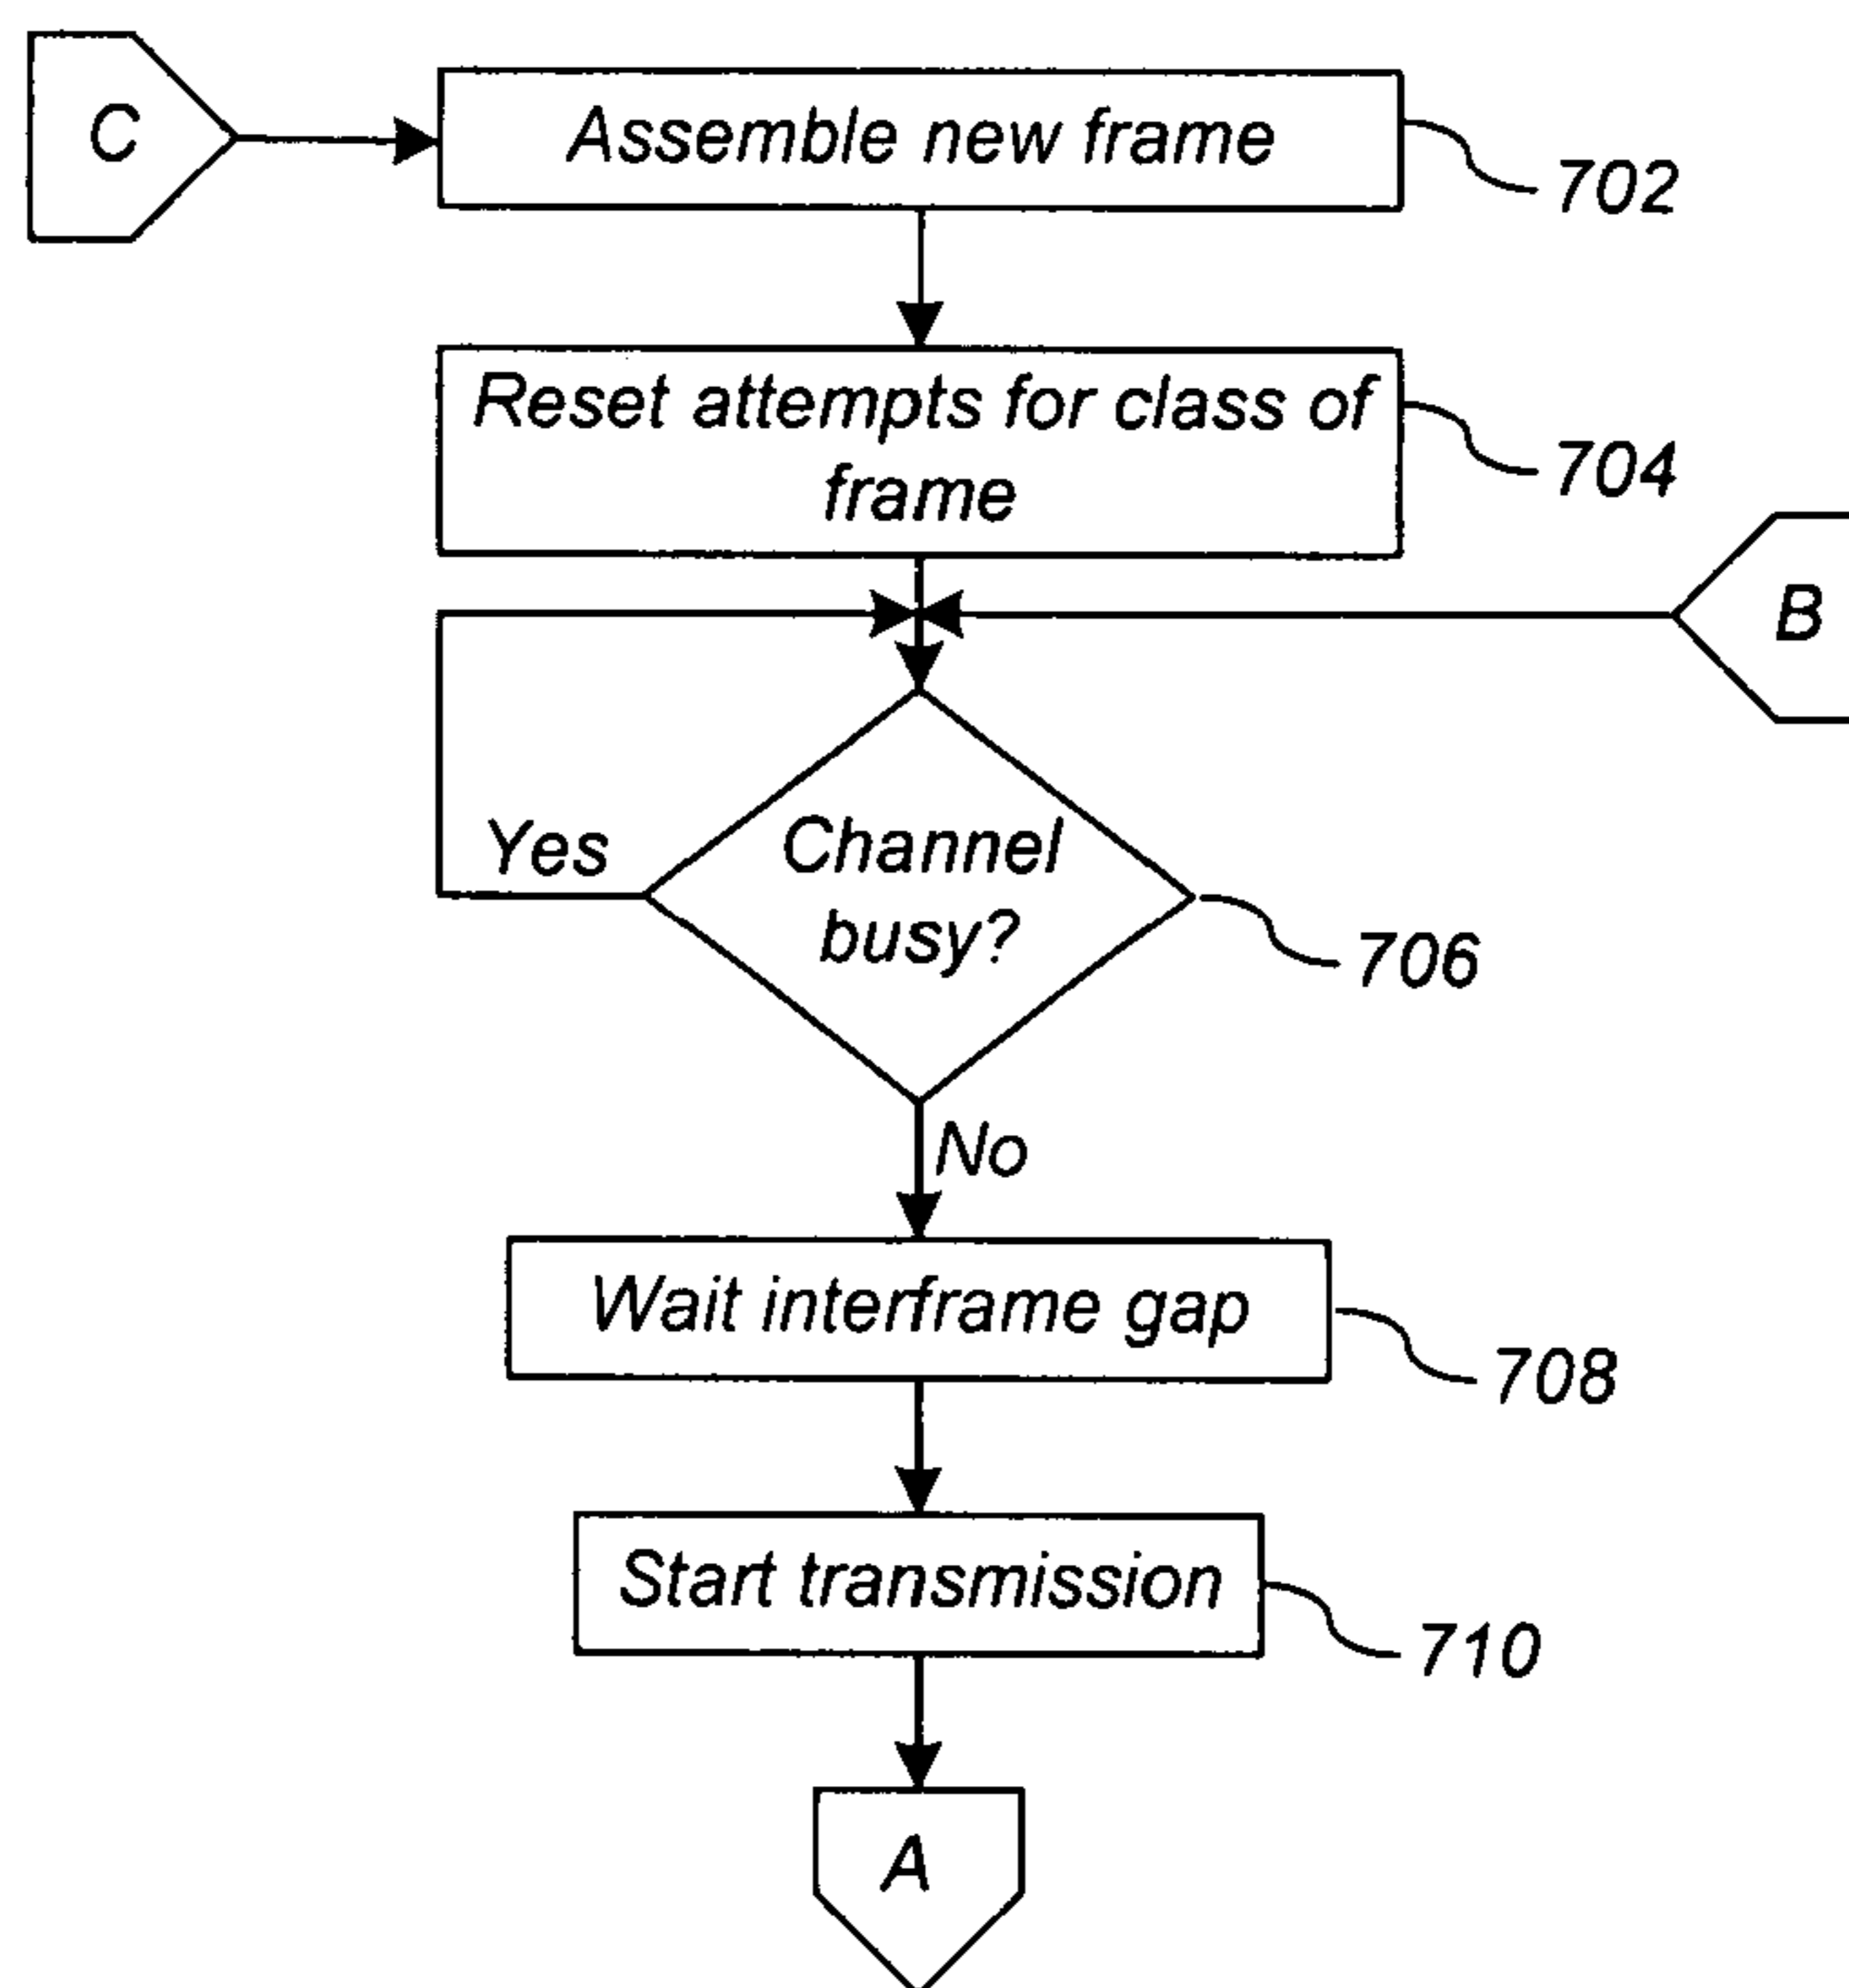 C
Assemble new frame
702
Reset attempts for class of
frame
704
B
Yes
Channel
busy?
706
No
Wait interframe gap
708
Start transmission
710
A